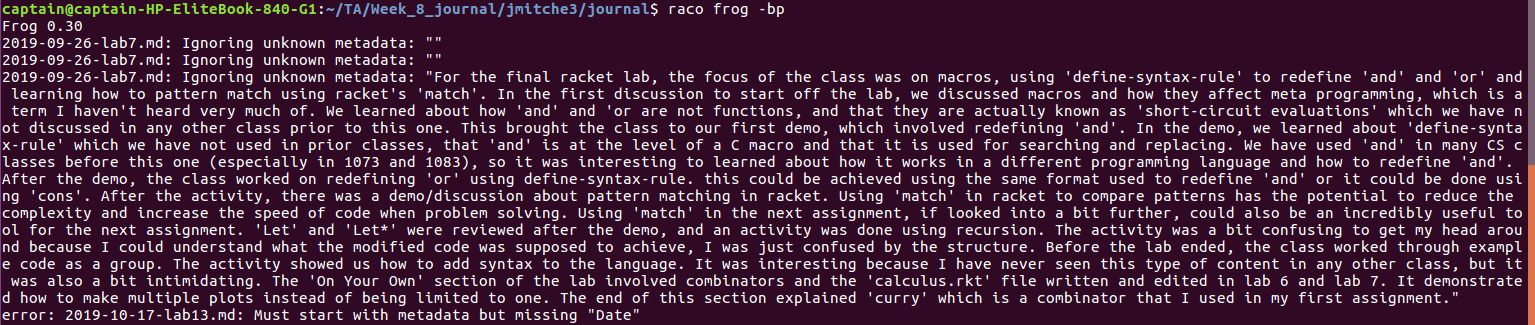 captain@captain-HP-EliteBook-840-G1:~/TA/Week_8_journal/jmitche3/journal$ raco frog -bp
Frog 0.30
2019-09-26-lab7.md: Ignoring unknown metadata: ""
2019-09-26-lab7.md: Ignoring unknown metadata: ""
2019-09-26-lab7.md: Ignoring unknown metadata: "For the final racket lab, the focus of the class was on macros, using 'define-syntax-rule' to redefine 'and' and 'or' and
 learning how to pattern match using racket's 'match'. In the first discussion to start off the lab, we discussed macros and how they affect meta programming, which is a
 term I haven't heard very much of. We learned about how 'and' and 'or are not functions, and that they are actually known as 'short-circuit evaluations' which we have n
ot discussed in any other class prior to this one. This brought the class to our first demo, which involved redefining 'and'. In the demo, we learned about 'define-synta
x-rule' which we have not used in prior classes, that 'and' is at the level of a C macro and that it is used for searching and replacing. We have used 'and' in many CS c
lasses before this one (especially in 1073 and 1083), so it was interesting to learned about how it works in a different programming language and how to redefine 'and'.
After the demo, the class worked on redefining 'or' using define-syntax-rule. this could be achieved using the same format used to redefine 'and' or it could be done usi
ng 'cons'. After the activity, there was a demo/discussion about pattern matching in racket. Using 'match' in racket to compare patterns has the potential to reduce the
complexity and increase the speed of code when problem solving. Using 'match' in the next assignment, if looked into a bit further, could also be an incredibly useful to
ol for the next assignment. 'Let' and 'Let*' were reviewed after the demo, and an activity was done using recursion. The activity was a bit confusing to get my head arou
nd because I could understand what the modified code was supposed to achieve, I was just confused by the structure. Before the lab ended, the class worked through exampl
e code as a group. The activity showed us how to add syntax to the language. It was interesting because I have never seen this type of content in any other class, but it
 was also a bit intimidating. The 'On Your Own' section of the lab involved combinators and the 'calculus.rkt' file written and edited in lab 6 and lab 7. It demonstrate
d how to make multiple plots instead of being limited to one. The end of this section explained 'curry' which is a combinator that I used in my first assignment."
error: 2019-10-17-lab13.md: Must start with metadata but missing "Date"